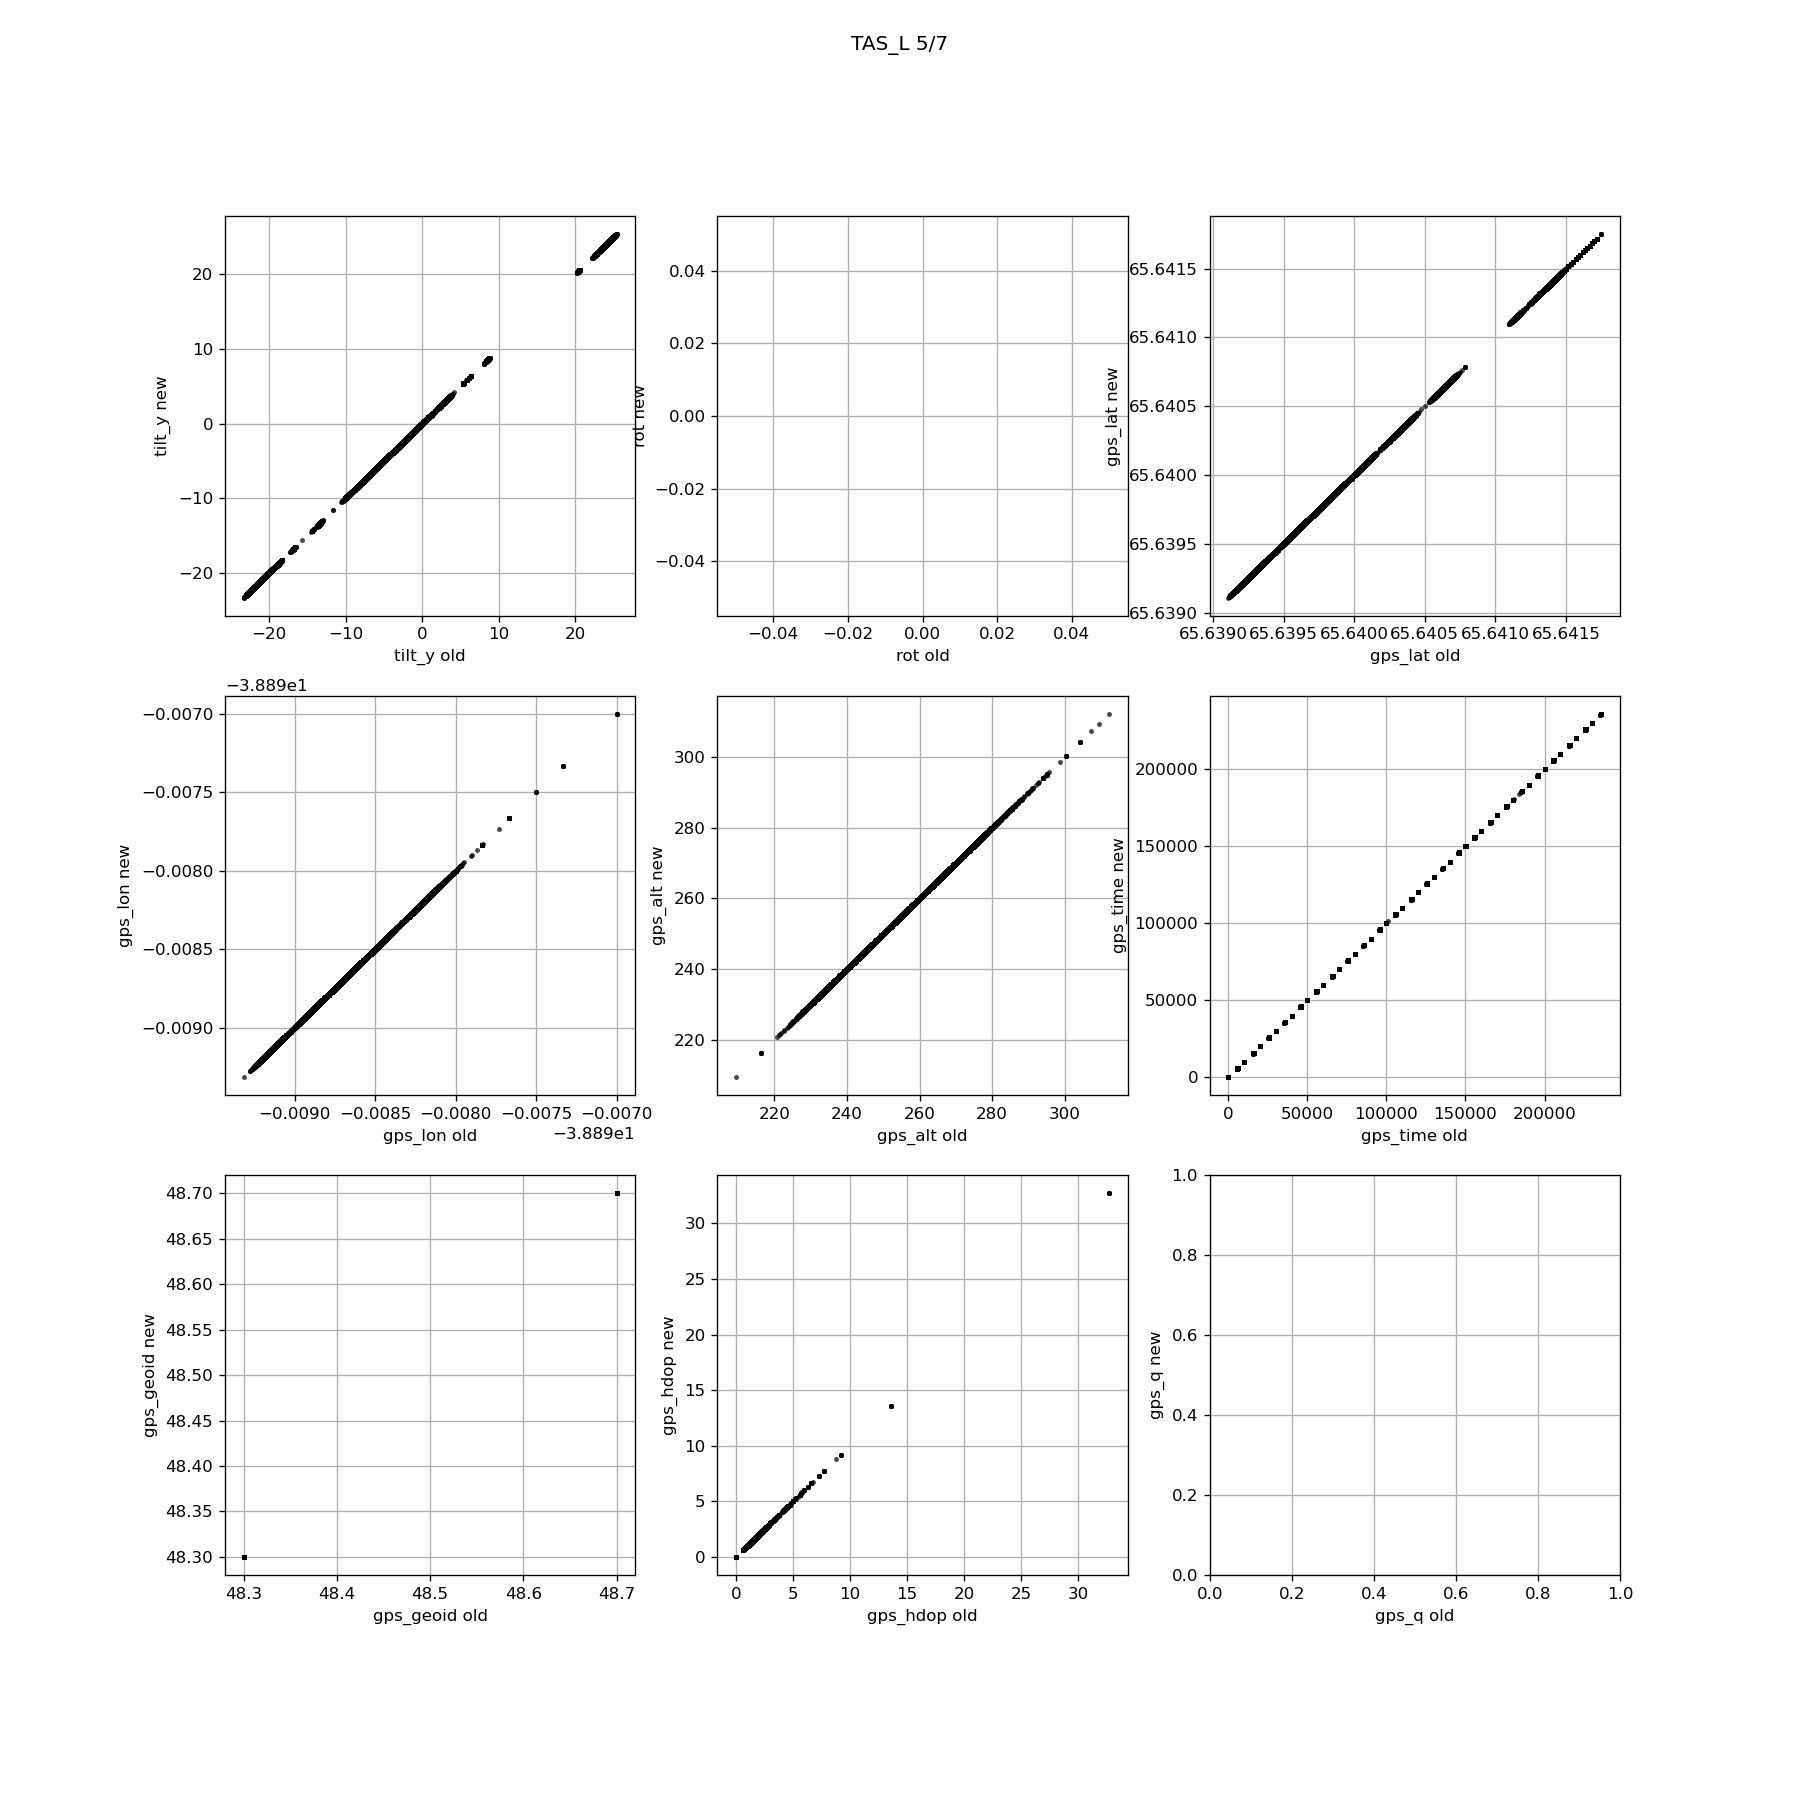 TAS_L 5/7
20
10
0
−10
−20
tilt_y new
−20 −10 0 10 20
tilt_y old
0.04
0.02
0.00
−0.02
−0.04
rot new
−0.04 −0.02 0.00 0.02 0.04
rot old
65.6415
65.6410
65.6405
65.6400
65.6395
65.6390
gps_lat new
65.6390 65.6395 65.6400 65.6405 65.6410 65.6415
gps_lat old
−3.889e1
−0.0070
−0.0075
−0.0080
−0.0085
−0.0090
gps_lon new
−0.0090 −0.0085 −0.0080 −0.0075 −0.0070
gps_lon old
−3.889e1
300
280
260
240
220
gps_alt new
220 240 260 280 300
gps_alt old
200000
150000
100000
50000
0
gps_time new
0 50000 100000 150000 200000
gps_time old
48.70
48.65
48.60
48.55
48.50
48.45
48.40
48.35
48.30
gps_geoid new
48.3 48.4 48.5 48.6 48.7
gps_geoid old
30
25
20
15
10
5
0
gps_hdop new
0 5 10 15 20 25 30
gps_hdop old
1.0
0.8
0.6
0.4
0.2
0.0
gps_q new
0.0 0.2 0.4 0.6 0.8 1.0
gps_q old